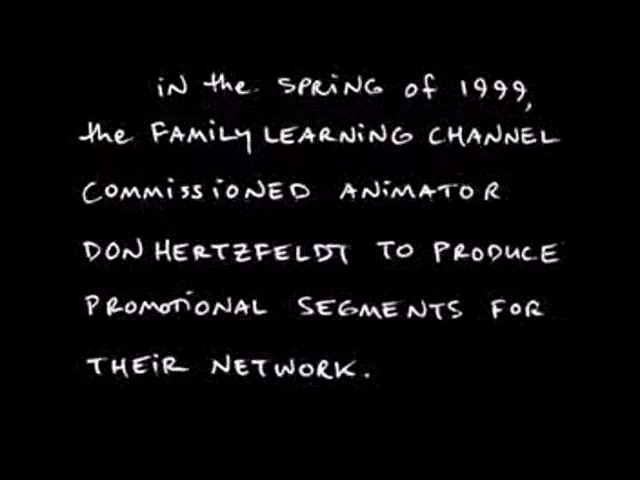 iN the SPRiNG of 1999,
the FAMiLY LEARNiNG CHANNEL
COMMiSSiONED ANiMATOR
DON HERTZFELDT TO PRODUCE
PROMOTiONAL SEGMENTS FOR
THEiR NETWORK.